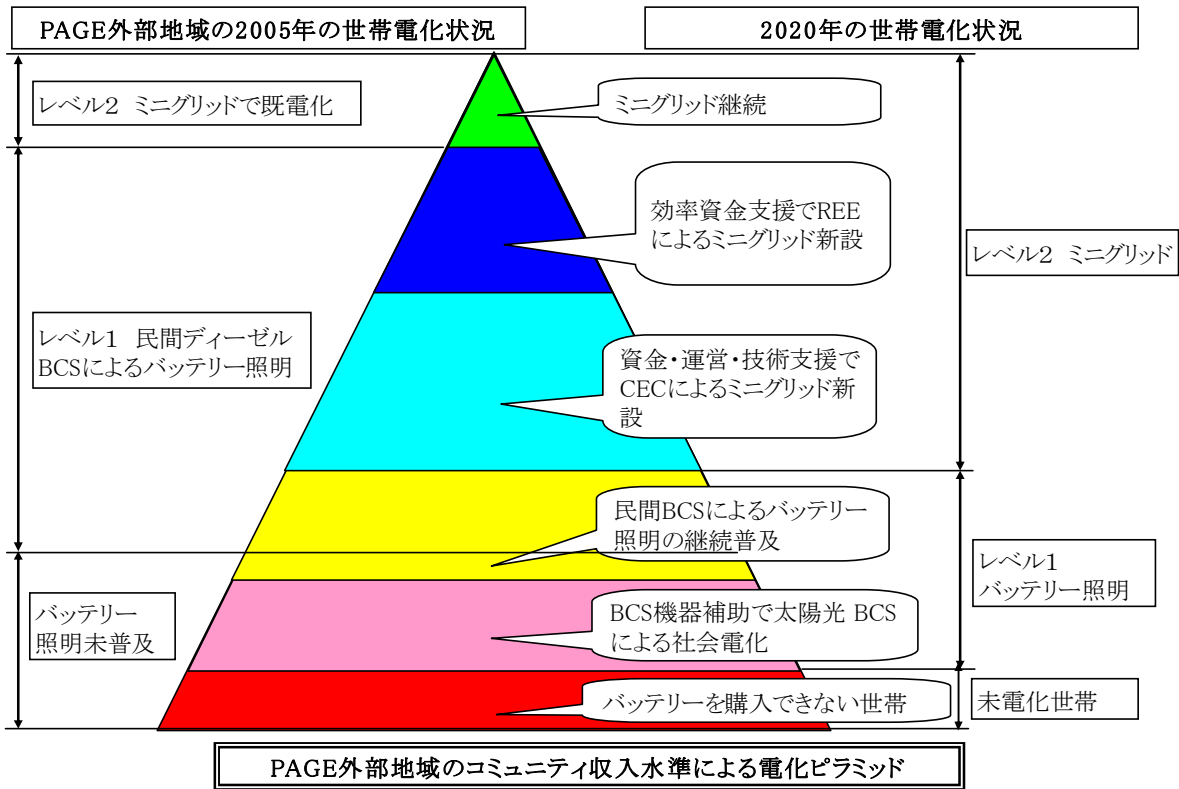 PAGE外部地域の2005年の世帯電化状況
2020年の世帯電化状況
レベル2 ミニグリッドで既電化
ミニグリッド継続
効率資金支援でREE
によるミニグリッド新設
レベル2 ミニグリッド
レベル1 民間ディーゼル
BCSによるバッテリー照明
資金・運営・技術支援で
CECによるミニグリッド新
設
民間BCSによるバッテリー
照明の継続普及
レベル1
バッテリー照明
バッテリー
照明未普及
BCS機器補助で太陽光 BCS
による社会電化
バッテリーを購入できない世帯
未電化世帯
PAGE外部地域のコミュニティ収入水準による電化ピラミッド